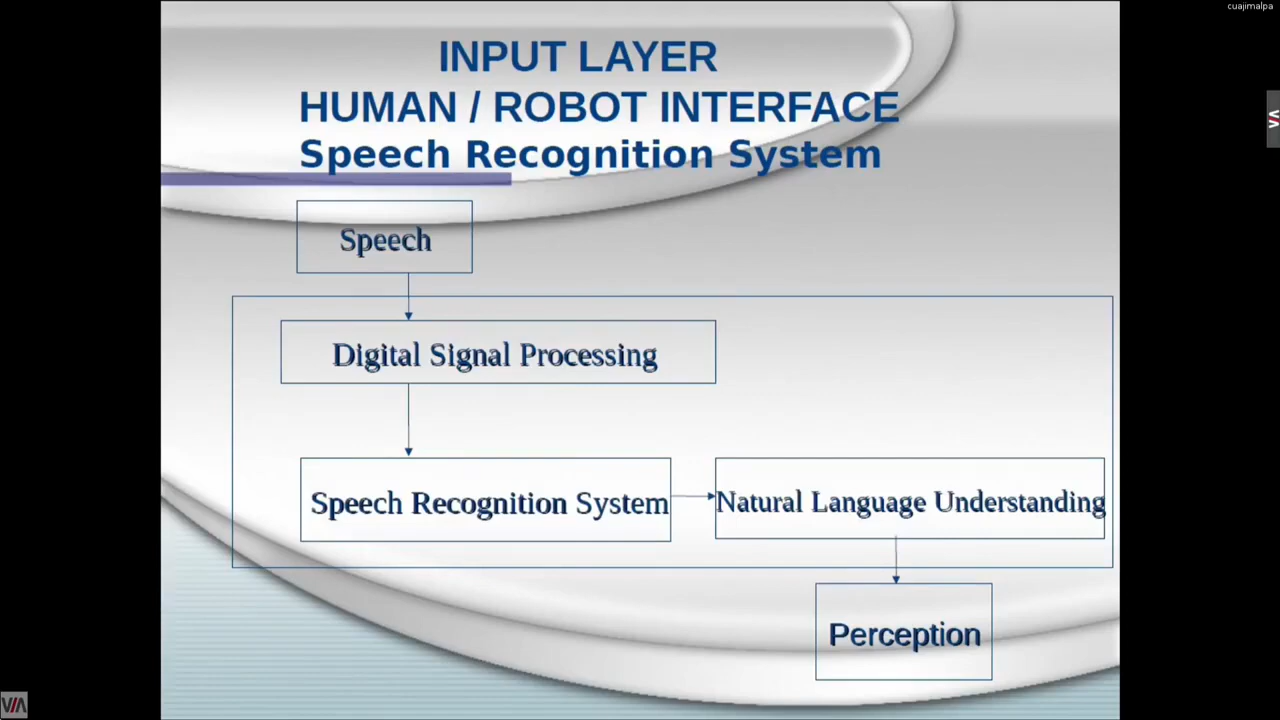 cuajimalpa
INPUT LAYER
HUMAN / ROBOT INTERFACE
Speech Recognition System
Speech
Digital Signal Processing
Speech Recognition System
Natural Language Understanding
Perception
VIA